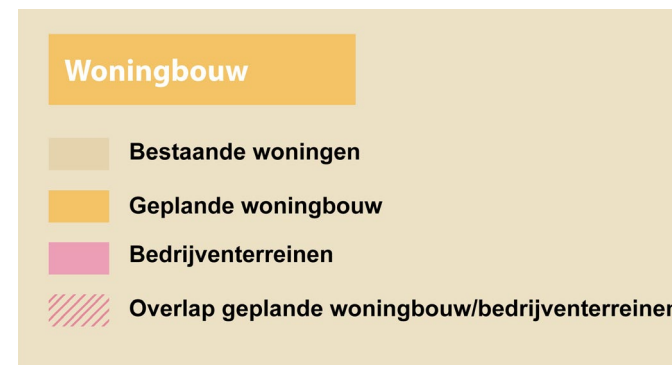 Woningbouw
Bestaande woningen
Geplande woningbouw
Bedrijventerreinen
Overlap geplande woningbouw/bedrijventerreinen